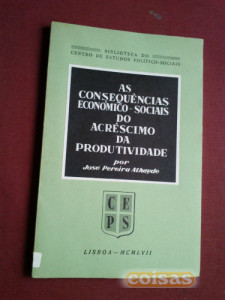 BIBLIOTECA DO
CENTRO DE ESTUDOS POLÍTICO-SOCIAIS
AS
CONSEQUÊNCIAS
ECONÓMICO-SOCIAIS
DO
ACRÉSCIMO
DA
PRODUTIVIDADE
por
José Pereira Athayde
C E
P S
LISBOA — MCMLVII
coisas